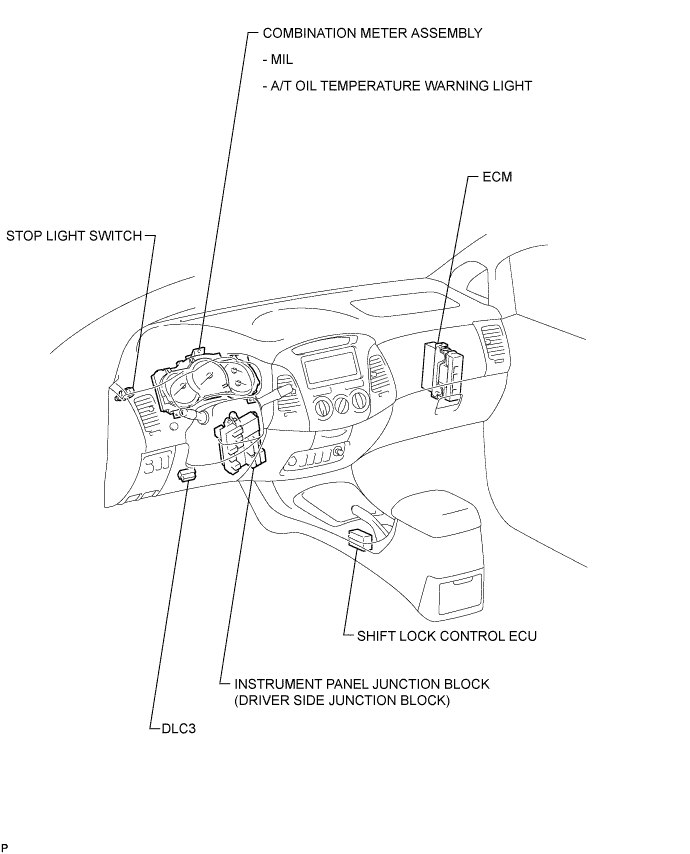 COMBINATION METER ASSEMBLY
- MIL
- A/T OIL TEMPERATURE WARNING LIGHT
ECM
STOP LIGHT SWITCH
SHIFT LOCK CONTROL ECU
INSTRUMENT PANEL JUNCTION BLOCK
(DRIVER SIDE JUNCTION BLOCK)
DLC3
P